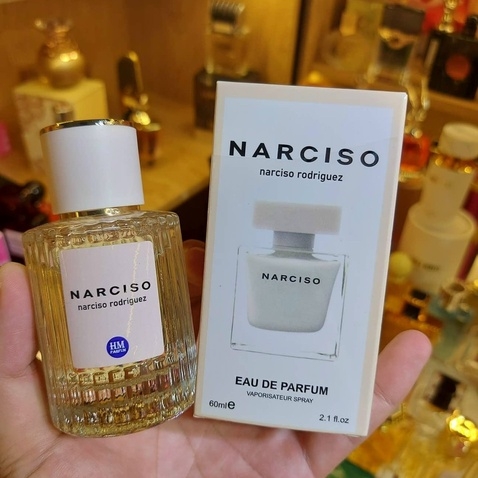 NARCISO
narciso rodriguez
HM
PARFUM
NARCISO
narciso rodriguez
NARCISO
EAU DE PARFUM
VAPORISATEUR SPRAY
60ml℮
2.1 fl.oz